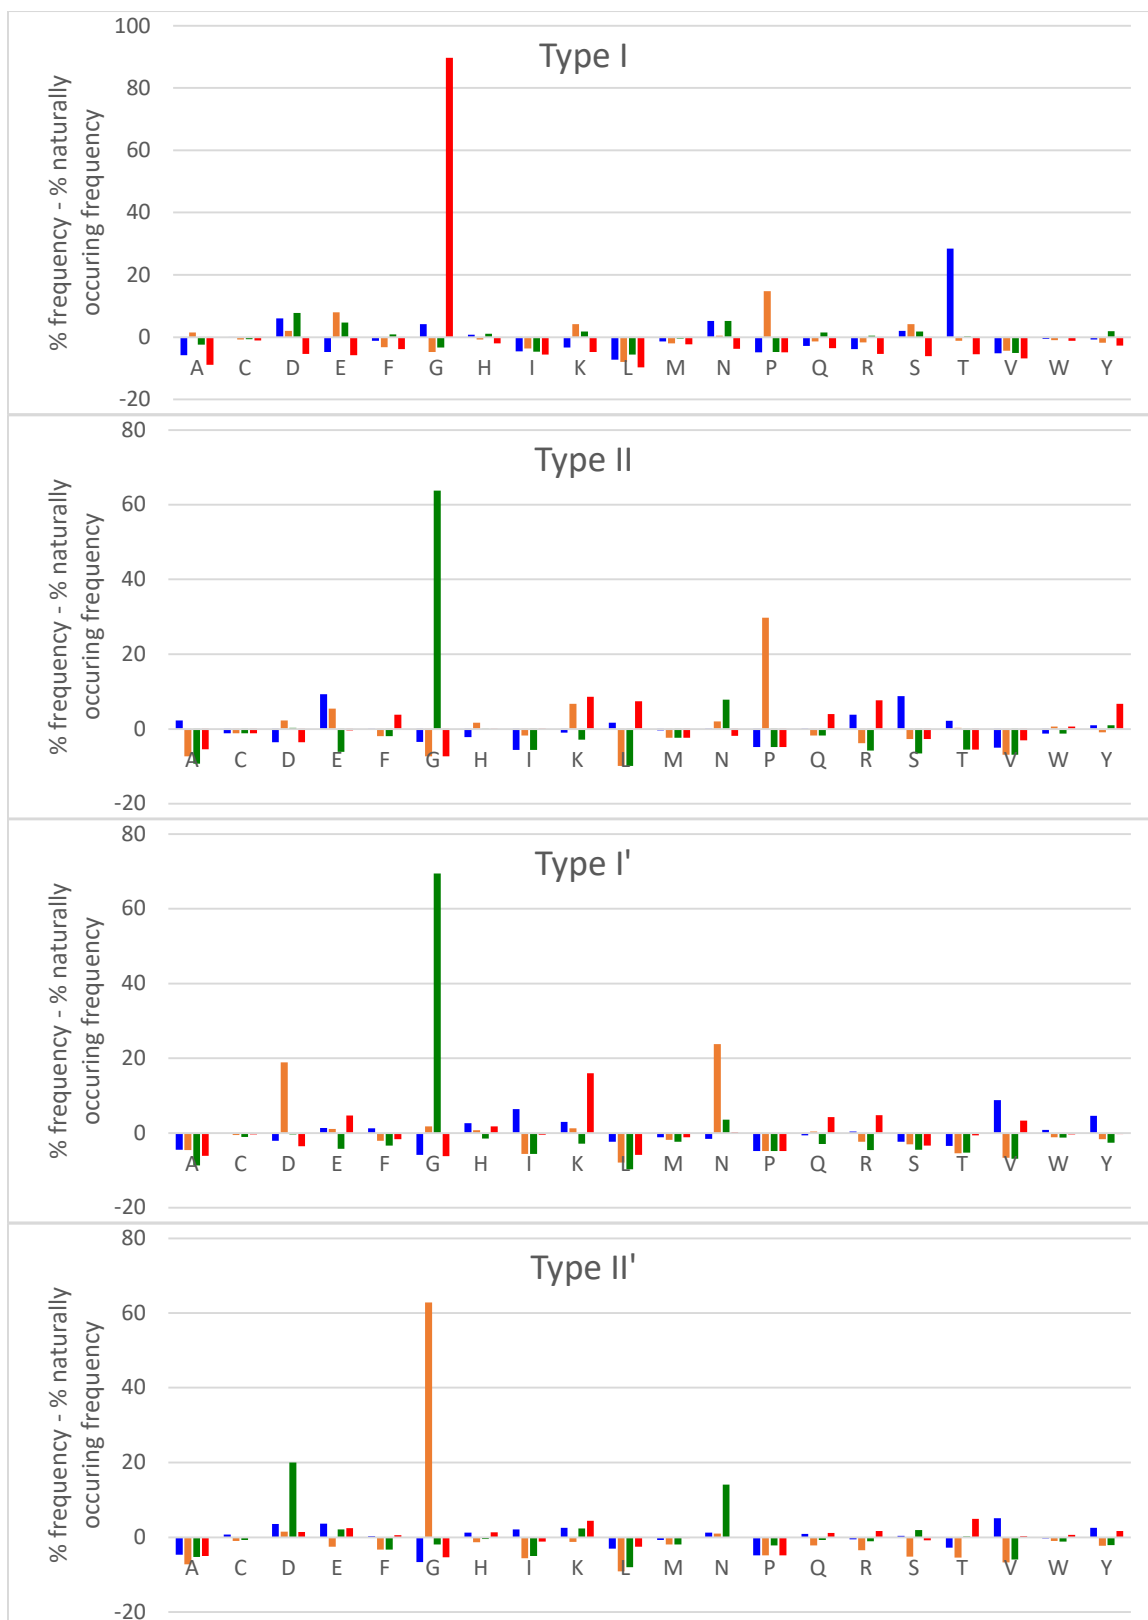 Type I
% frequency - % naturally
occuring frequency
100
80
60
40
20
0
-20
A C D E F G H I K L M N P Q R S T V W Y
Type II
% frequency - % naturally
occuring frequency
80
60
40
20
0
-20
A C D E F G H I K L M N P Q R S T V W Y
Type I'
% frequency - % naturally
occuring frequency
80
60
40
20
0
-20
A C D E F G H I K L M N P Q R S T V W Y
Type II'
% frequency - % naturally
occuring frequency
80
60
40
20
0
-20
A C D E F G H I K L M N P Q R S T V W Y